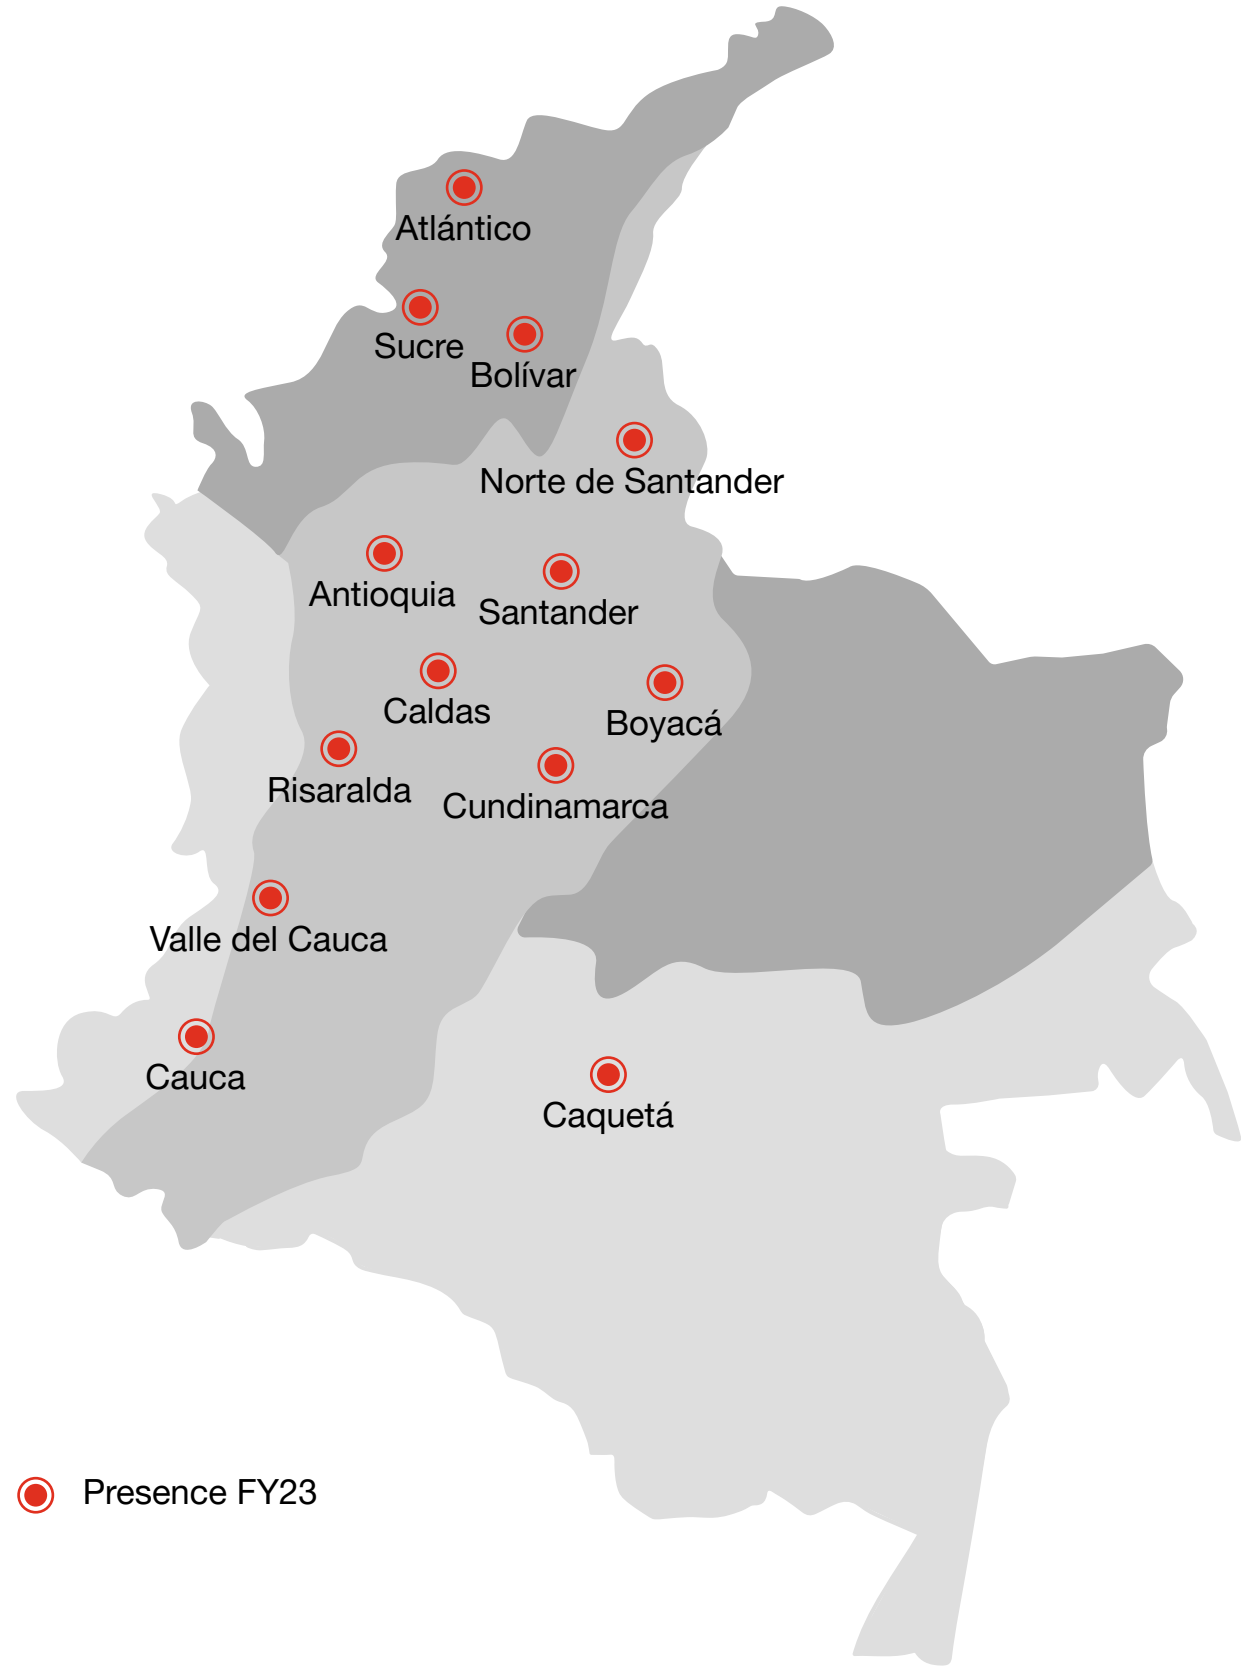 Atlántico
Sucre
Bolívar
Norte de Santander
Antioquia
Santander
Caldas
Boyacá
Risaralda
Cundinamarca
Valle del Cauca
Cauca
Caquetá
Presence FY23